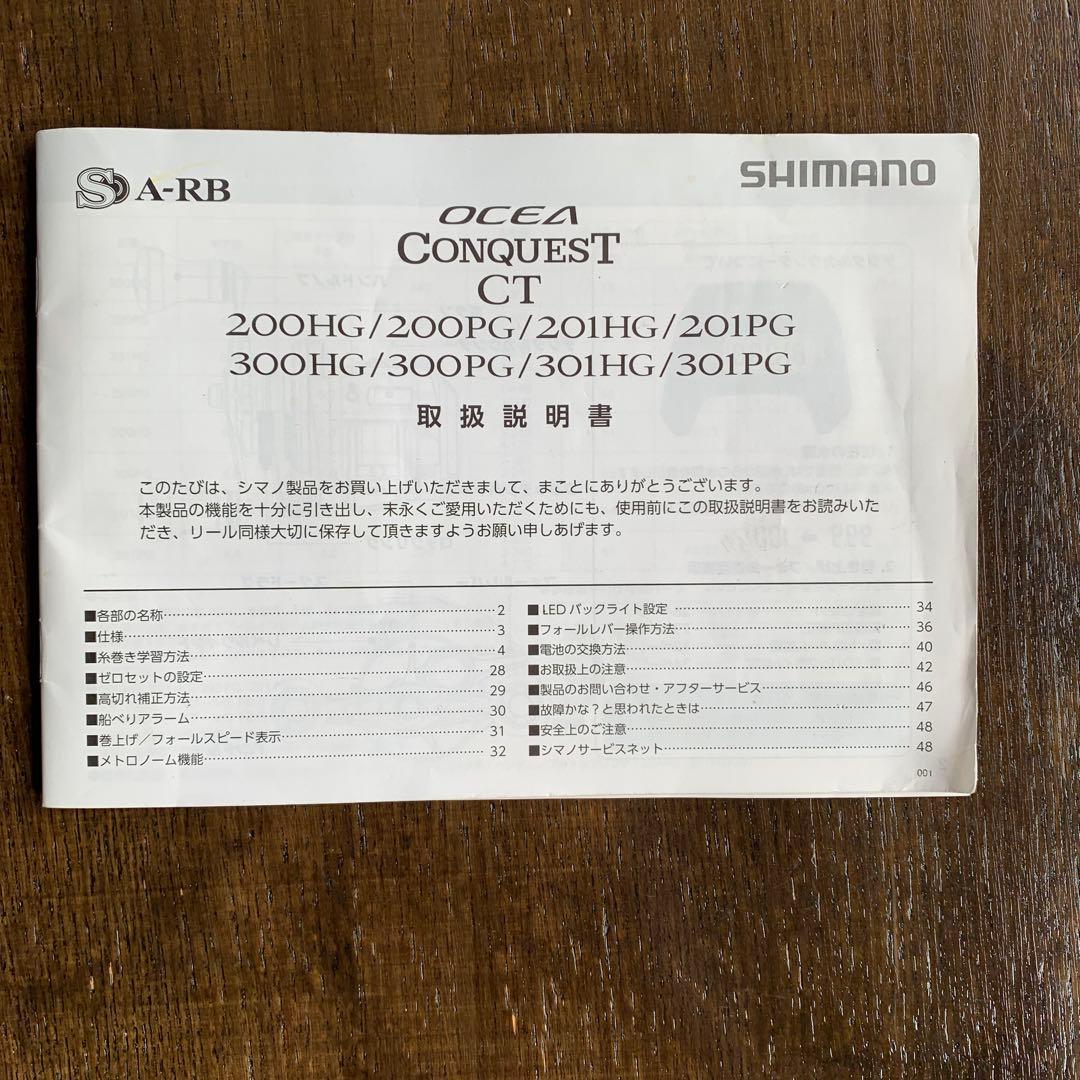 S A-RB
SHIMANO
OCEA
CONQUEST
CT
200HG/200PG/201HG/201PG
300HG/300PG/301HG/301PG
取扱説明書
このたびは、シマノ製品をお買い上げいただきまして、まことにありがとうございます。
本製品の機能を十分に引き出し、末永くご愛用いただくためにも、使用前にこの取扱説明書をお読みいた
だき、リール同様大切に保存して頂きますようお願い申しあげます。
■各部の名称…2
■仕様…3
■糸巻き学習方法…4
■ゼロセットの設定…28
■高切れ補正方法…29
■船べりアラーム…30
■巻上げ／フォールスピード表示…31
■メトロノーム機能…32
■LEDバックライト設定…34
■フォールレバー操作方法…36
■電池の交換方法…40
■お取扱上の注意…42
■製品のお問い合わせ・アフターサービス…46
■故障かな？と思われたときは…47
■安全上のご注意…48
■シマノサービスネット…48
001